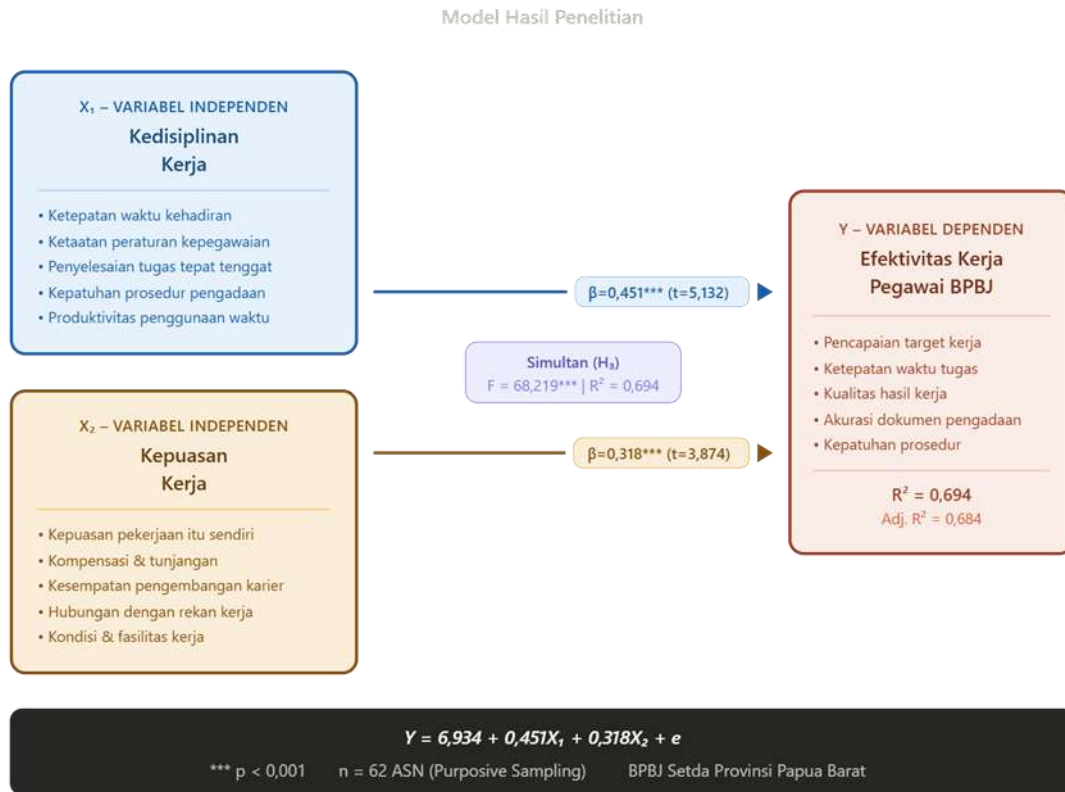 Model Hasil Penelitian
X₁ – VARIABEL INDEPENDEN
Kedisiplinan
Kerja
• Ketepatan waktu kehadiran
• Ketaatan peraturan kepegawaian
• Penyelesaian tugas tepat tenggat
• Kepatuhan prosedur pengadaan
• Produktivitas penggunaan waktu
X₂ – VARIABEL INDEPENDEN
Kepuasan
Kerja
• Kepuasan pekerjaan itu sendiri
• Kompensasi & tunjangan
• Kesempatan pengembangan karier
• Hubungan dengan rekan kerja
• Kondisi & fasilitas kerja
β=0,451*** (t=5,132)
Simultan (H₃)
F = 68,219*** | R² = 0,694
β=0,318*** (t=3,874)
Y – VARIABEL DEPENDEN
Efektivitas Kerja
Pegawai BPBJ
• Pencapaian target kerja
• Ketepatan waktu tugas
• Kualitas hasil kerja
• Akurasi dokumen pengadaan
• Kepatuhan prosedur
R² = 0,694
Adj. R² = 0,684
Y = 6,934 + 0,451X₁ + 0,318X₂ + e
*** p < 0,001 n = 62 ASN (Purposive Sampling) BPBJ Setda Provinsi Papua Barat